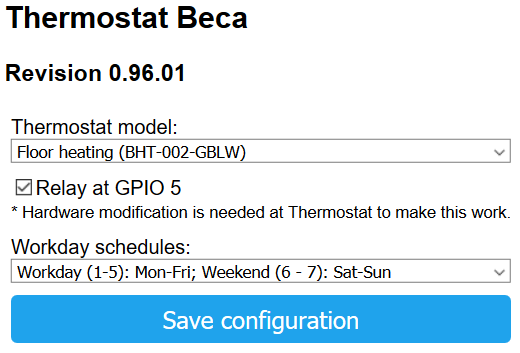 Thermostat Beca
Revision 0.96.01
Thermostat model:
Floor heating (BHT-002-GBLW)
Relay at GPIO 5
* Hardware modification is needed at Thermostat to make this work.
Workday schedules:
Workday (1-5): Mon-Fri; Weekend (6 - 7): Sat-Sun
Save configuration